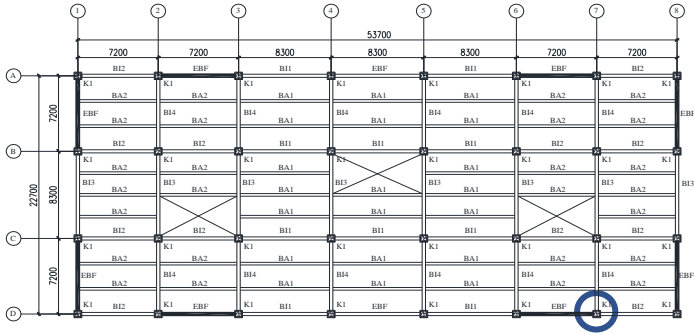 1 2 3 4 5 6 7 8
53700
7200 7200 8300 8300 8300 7200 7200
BI2 EBF BI1 EBF BI1 EBF BI2
A
K1 K1 K1 K1 K1 K1 K1 K1
BA2 BA2 BA1 BA1 BA1 BA2 BA2
7200 EBF BI4 BI4 BI4 BI4 BI4 BI4 EBF
BA2 BA2 BA1 BA1 BA1 BA2 BA2
BI2 BI2 BI1 BI1 BI1 BI2 BI2
B
K1 K1 K1 K1 K1 K1 K1 K1
BA2 BA2 BA1 BA1 BA2 BA2
22700 8300 BI3 BI3 BI3 BI3 BI3 BI3 BI3 BI3
BA2 BA2 BA1 BA1 BA1 BA2 BA2
BA2 BA1 BA1 BA1 BA2
BI2 BI2 BI1 BI1 BI1 BI2 BI2
C
K1 K1 K1 K1 K1 K1 K1 K1
BA2 BA2 BA1 BA1 BA1 BA2 BA2
7200 EBF BI4 BI4 BI4 BI4 BI4 BI4 EBF
BA2 BA2 BA1 BA1 BA1 BA2 BA2
K1 BI2 K1 EBF K1 BI1 K1 EBF K1 BI1 K1 EBF K1 BI2 K1
D